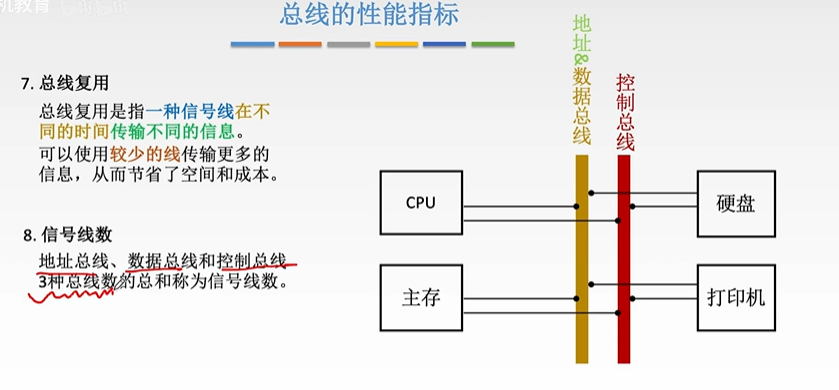 机教育
总线的性能指标
7. 总线复用
总线复用是指一种信号线在不
同的时间传输不同的信息。
可以使用较少的线传输更多的
信息，从而节省了空间和成本。
8. 信号线数
地址总线、数据总线和控制总线
3种总线数的总和称为信号线数。
地址&数据总线
控制总线
CPU
硬盘
主存
打印机